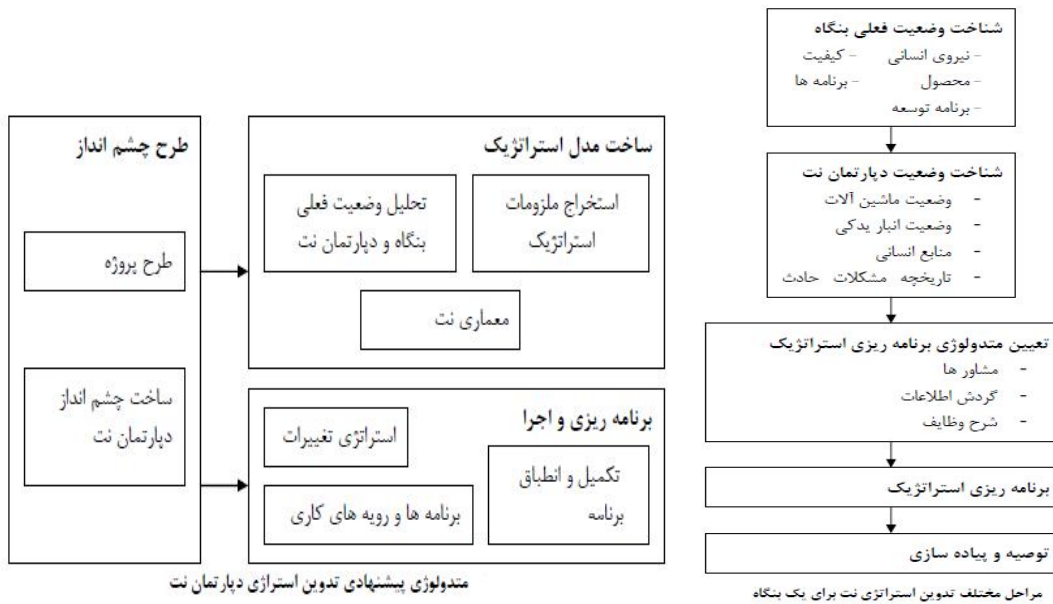 شناخت وضعیت فعلی بنگاه
- نیروی انسانی - کیفیت
- محصول - برنامه ها
- برنامه توسعه
شناخت وضعیت دپارتمان نت
- وضعیت ماشین آلات
- وضعیت انبار یدکی
- منابع انسانی
- تاریخچه مشکلات حادث
تعیین متدولوژی برنامه ریزی استراتژیک
- مشاور ها
- گردش اطلاعات
- شرح وظایف
برنامه ریزی استراتژیک
توصیه و پیاده سازی
مراحل مختلف تدوین استراتژی نت برای یک بنگاه
طرح چشم انداز
طرح پروژه
ساخت چشم انداز
دپارتمان نت
ساخت مدل استراتژیک
استخراج ملزومات
استراتژیک
تحلیل وضعیت فعلی
بنگاه و دپارتمان نت
معماری نت
برنامه ریزی و اجرا
استراتژی تغییرات
تکمیل و انطباق
برنامه
برنامه ها و رویه های کاری
متدولوژی پیشنهادی تدوین استراژی دپارتمان نت